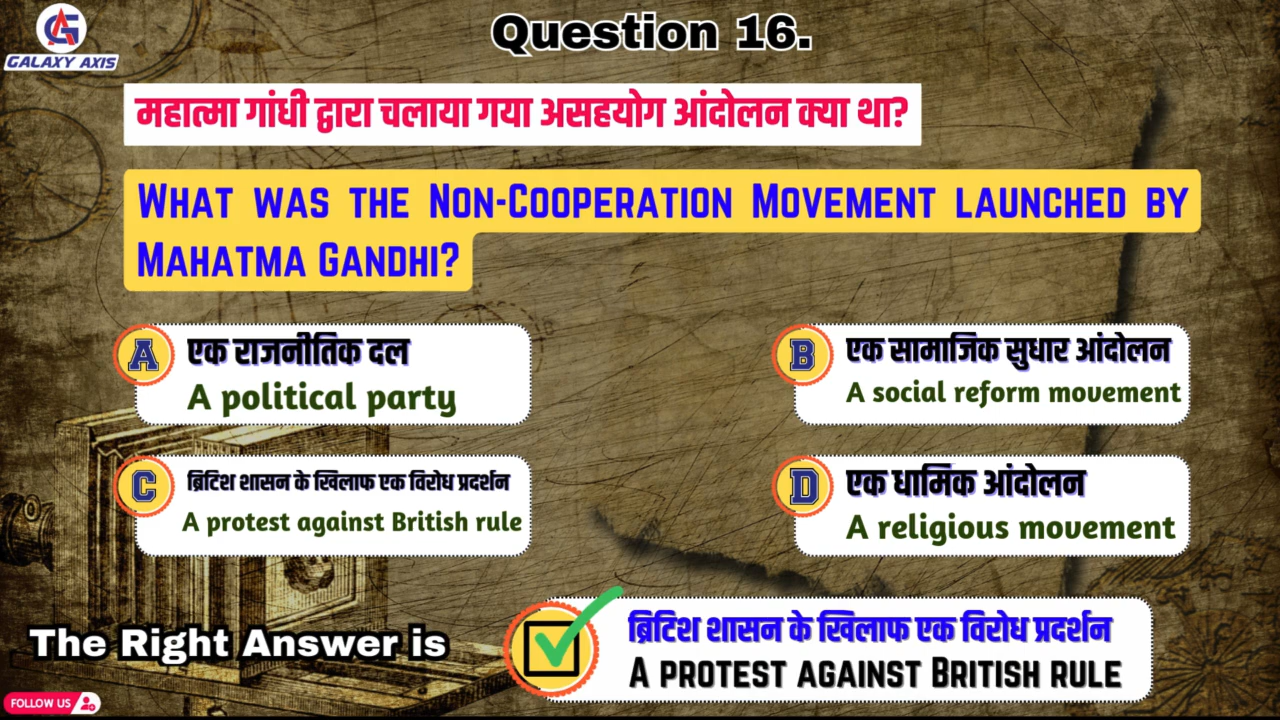 GALAXY AXIS
Question 16.
महात्मा गांधी द्वारा चलाया गया असहयोग आंदोलन क्या था?
What was the Non-Cooperation Movement launched by
Mahatma Gandhi?
A
एक राजनीतिक दल
A political party
B
एक सामाजिक सुधार आंदोलन
A social reform movement
C
ब्रिटिश शासन के खिलाफ एक विरोध प्रदर्शन
A protest against British rule
D
एक धार्मिक आंदोलन
A religious movement
The Right Answer is
ब्रिटिश शासन के खिलाफ एक विरोध प्रदर्शन
A protest against British rule
FOLLOW US